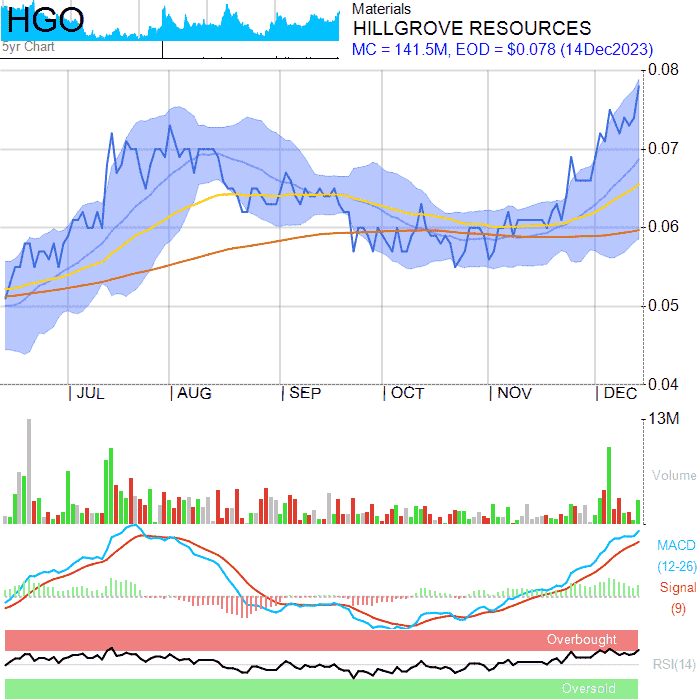 HGO
5yr Chart
Materials
HILLGROVE RESOURCES
MC = 141.5M, EOD = $0.078 (14Dec2023)
0.08
0.07
0.06
0.05
0.04
JUL AUG SEP OCT NOV DEC
13M
Volume
MACD
(12-26)
Signal
(9)
Overbought
RSI(14)
Oversold